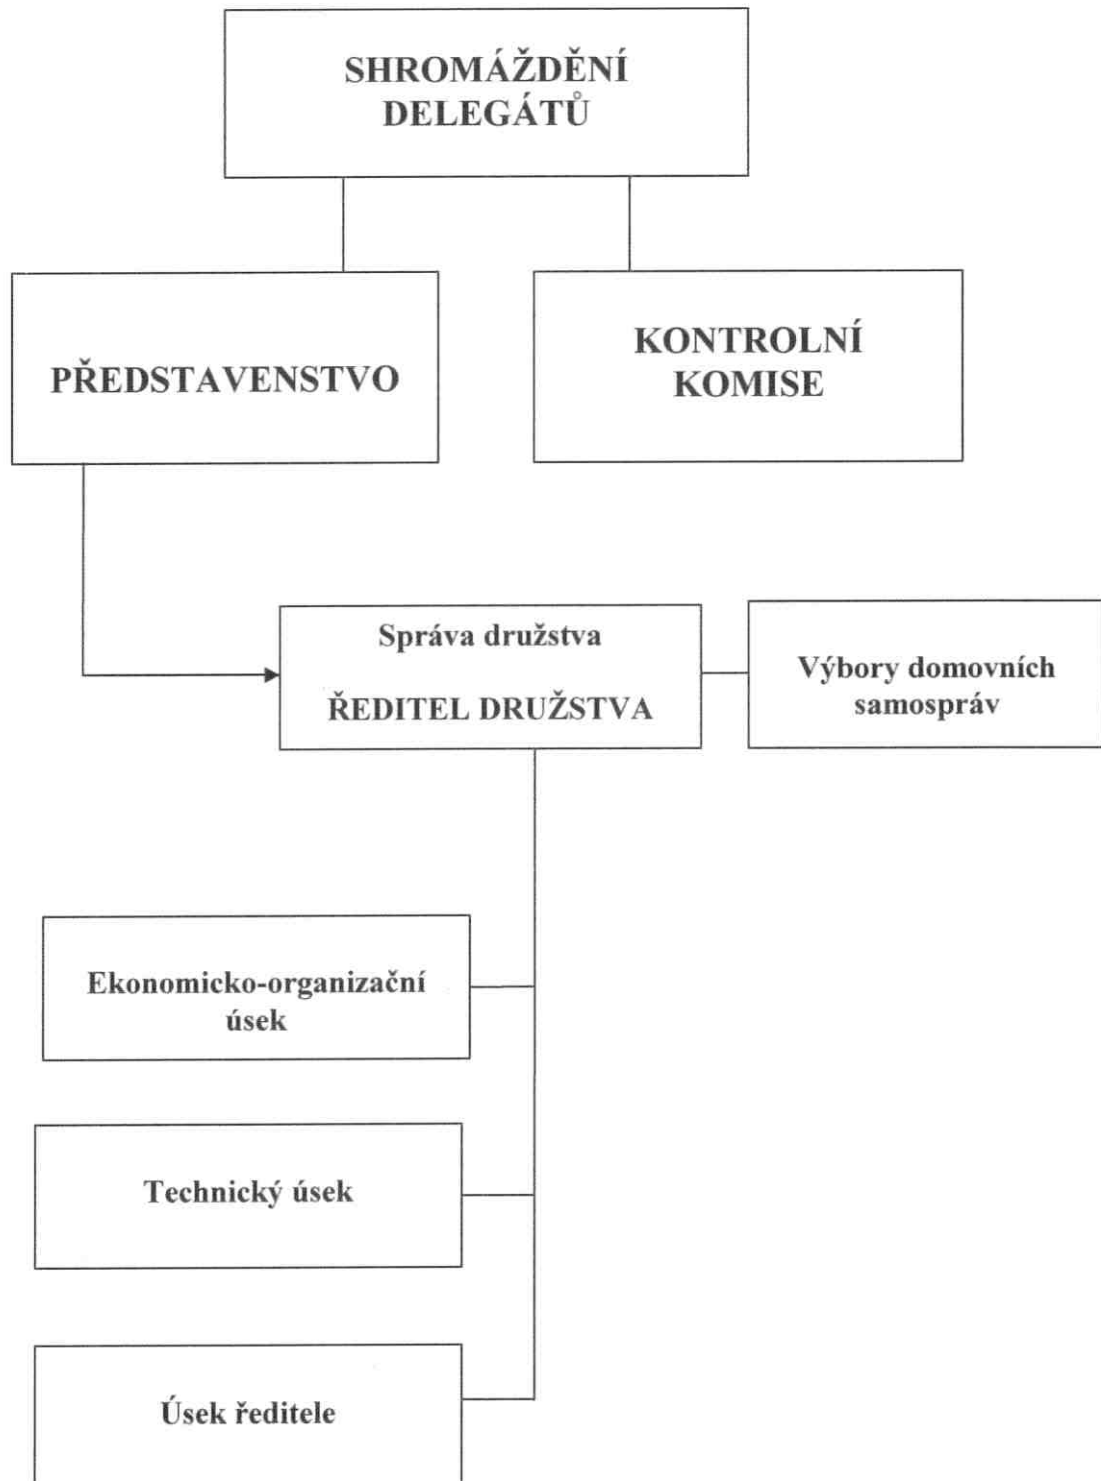 SHROMÁŽDĚNÍ
DELEGÁTŮ
PŘEDSTAVENSTVO
KONTROLNÍ
KOMISE
Správa družstva
ŘEDITEL DRUŽSTVA
Výbory domovních
samospráv
Ekonomicko-organizační
úsek
Technický úsek
Úsek ředitele